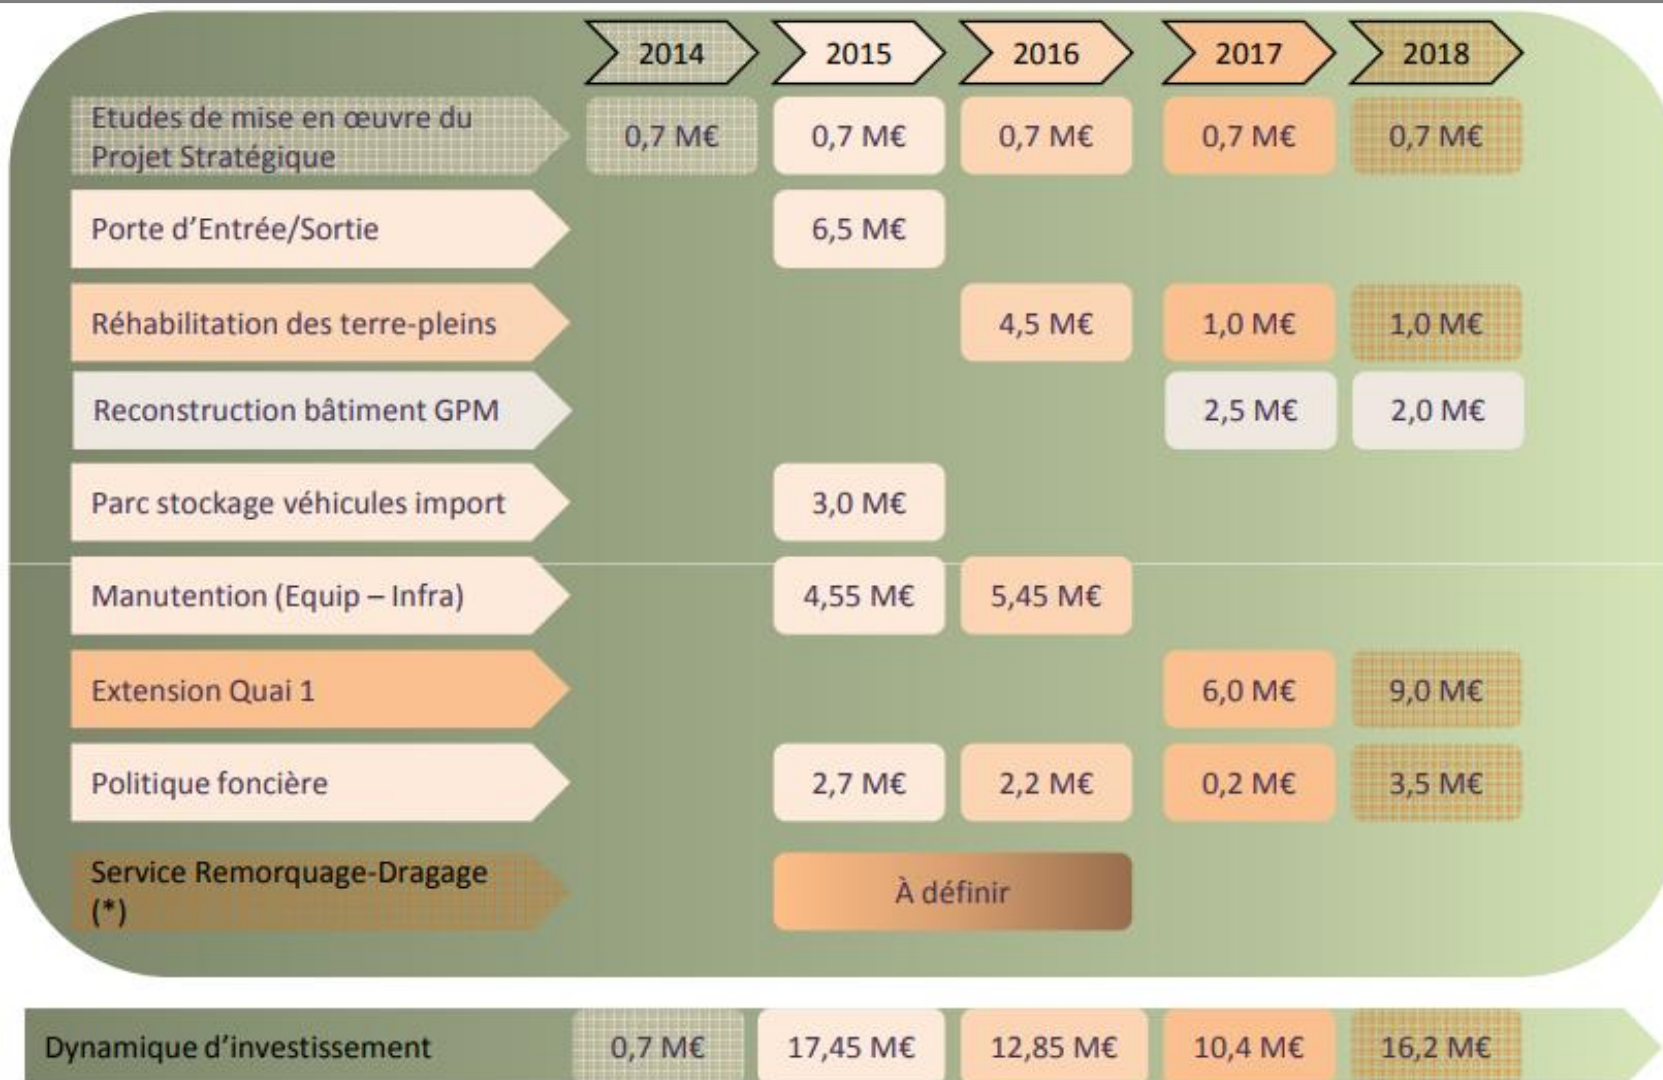 2014 2015 2016 2017 2018
Etudes de mise en œuvre du
Projet Stratégique
0,7 M€ 0,7 M€ 0,7 M€ 0,7 M€ 0,7 M€
Porte d’Entrée/Sortie 6,5 M€
Réhabilitation des terre-pleins 4,5 M€ 1,0 M€ 1,0 M€
Reconstruction bâtiment GPM 2,5 M€ 2,0 M€
Parc stockage véhicules import 3,0 M€
Manutention (Equip – Infra) 4,55 M€ 5,45 M€
Extension Quai 1 6,0 M€ 9,0 M€
Politique foncière 2,7 M€ 2,2 M€ 0,2 M€ 3,5 M€
Service Remorquage-Dragage
(*)
À définir
Dynamique d’investissement 0,7 M€ 17,45 M€ 12,85 M€ 10,4 M€ 16,2 M€